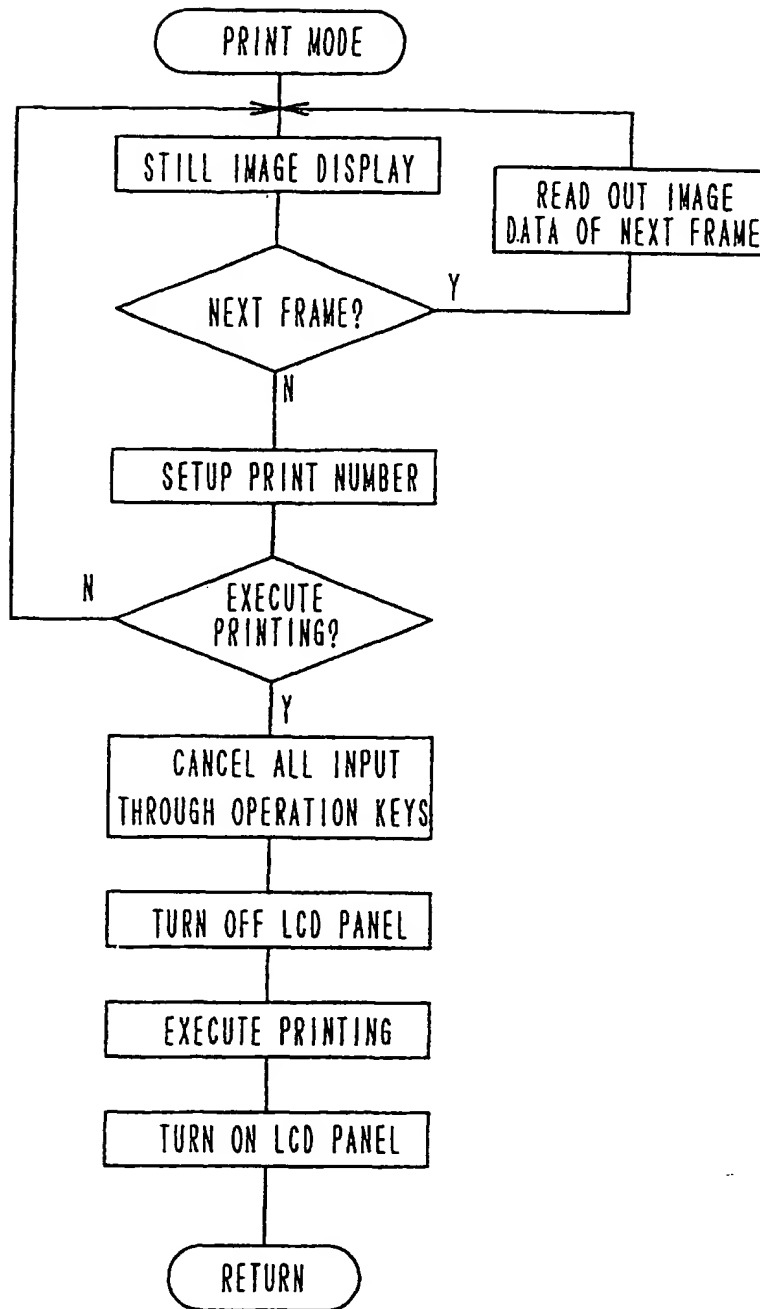 PRINT MODE
STILL IMAGE DISPLAY
READ OUT IMAGE
DATA OF NEXT FRAME
NEXT FRAME?
Y
N
SETUP PRINT NUMBER
N
EXECUTE
PRINTING?
Y
CANCEL ALL INPUT
THROUGH OPERATION KEYS
TURN OFF LCD PANEL
EXECUTE PRINTING
TURN ON LCD PANEL
RETURN